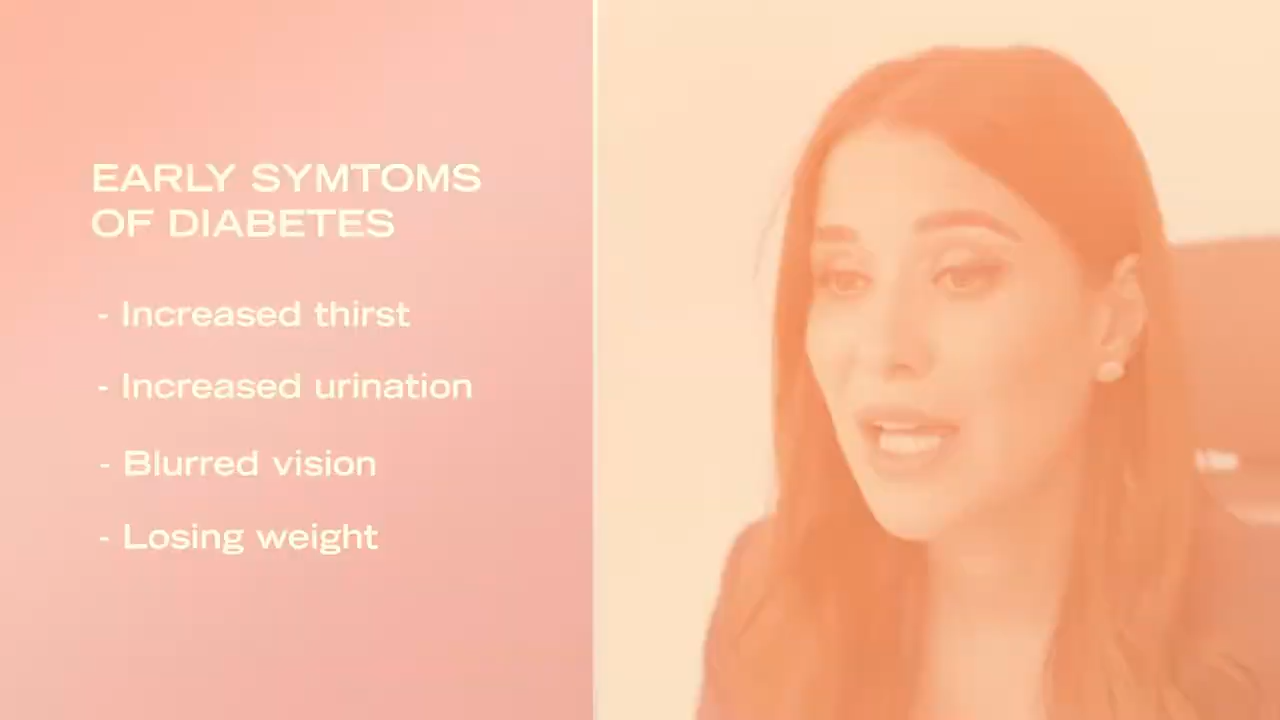 EARLY SYMTOMS
OF DIABETES
- Increased thirst
- Increased urination
- Blurred vision
- Losing weight